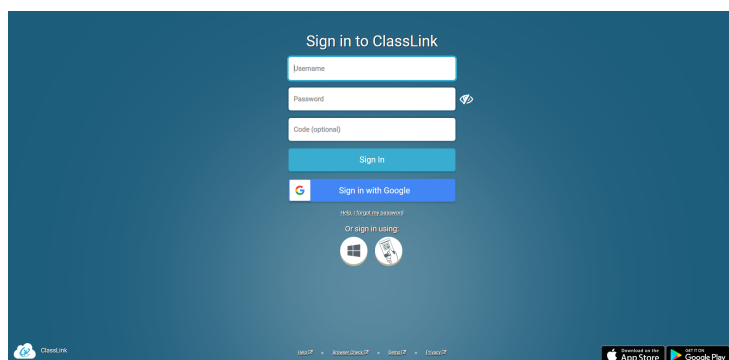 Sign in to ClassLink
Username
Password
Code (optional)
Sign In
G Sign in with Google
Help, I forgot my password
Or sign in using:
ClassLink
Help
Browser Check
Privacy
Download on the
App Store
GET IT ON
Google Play